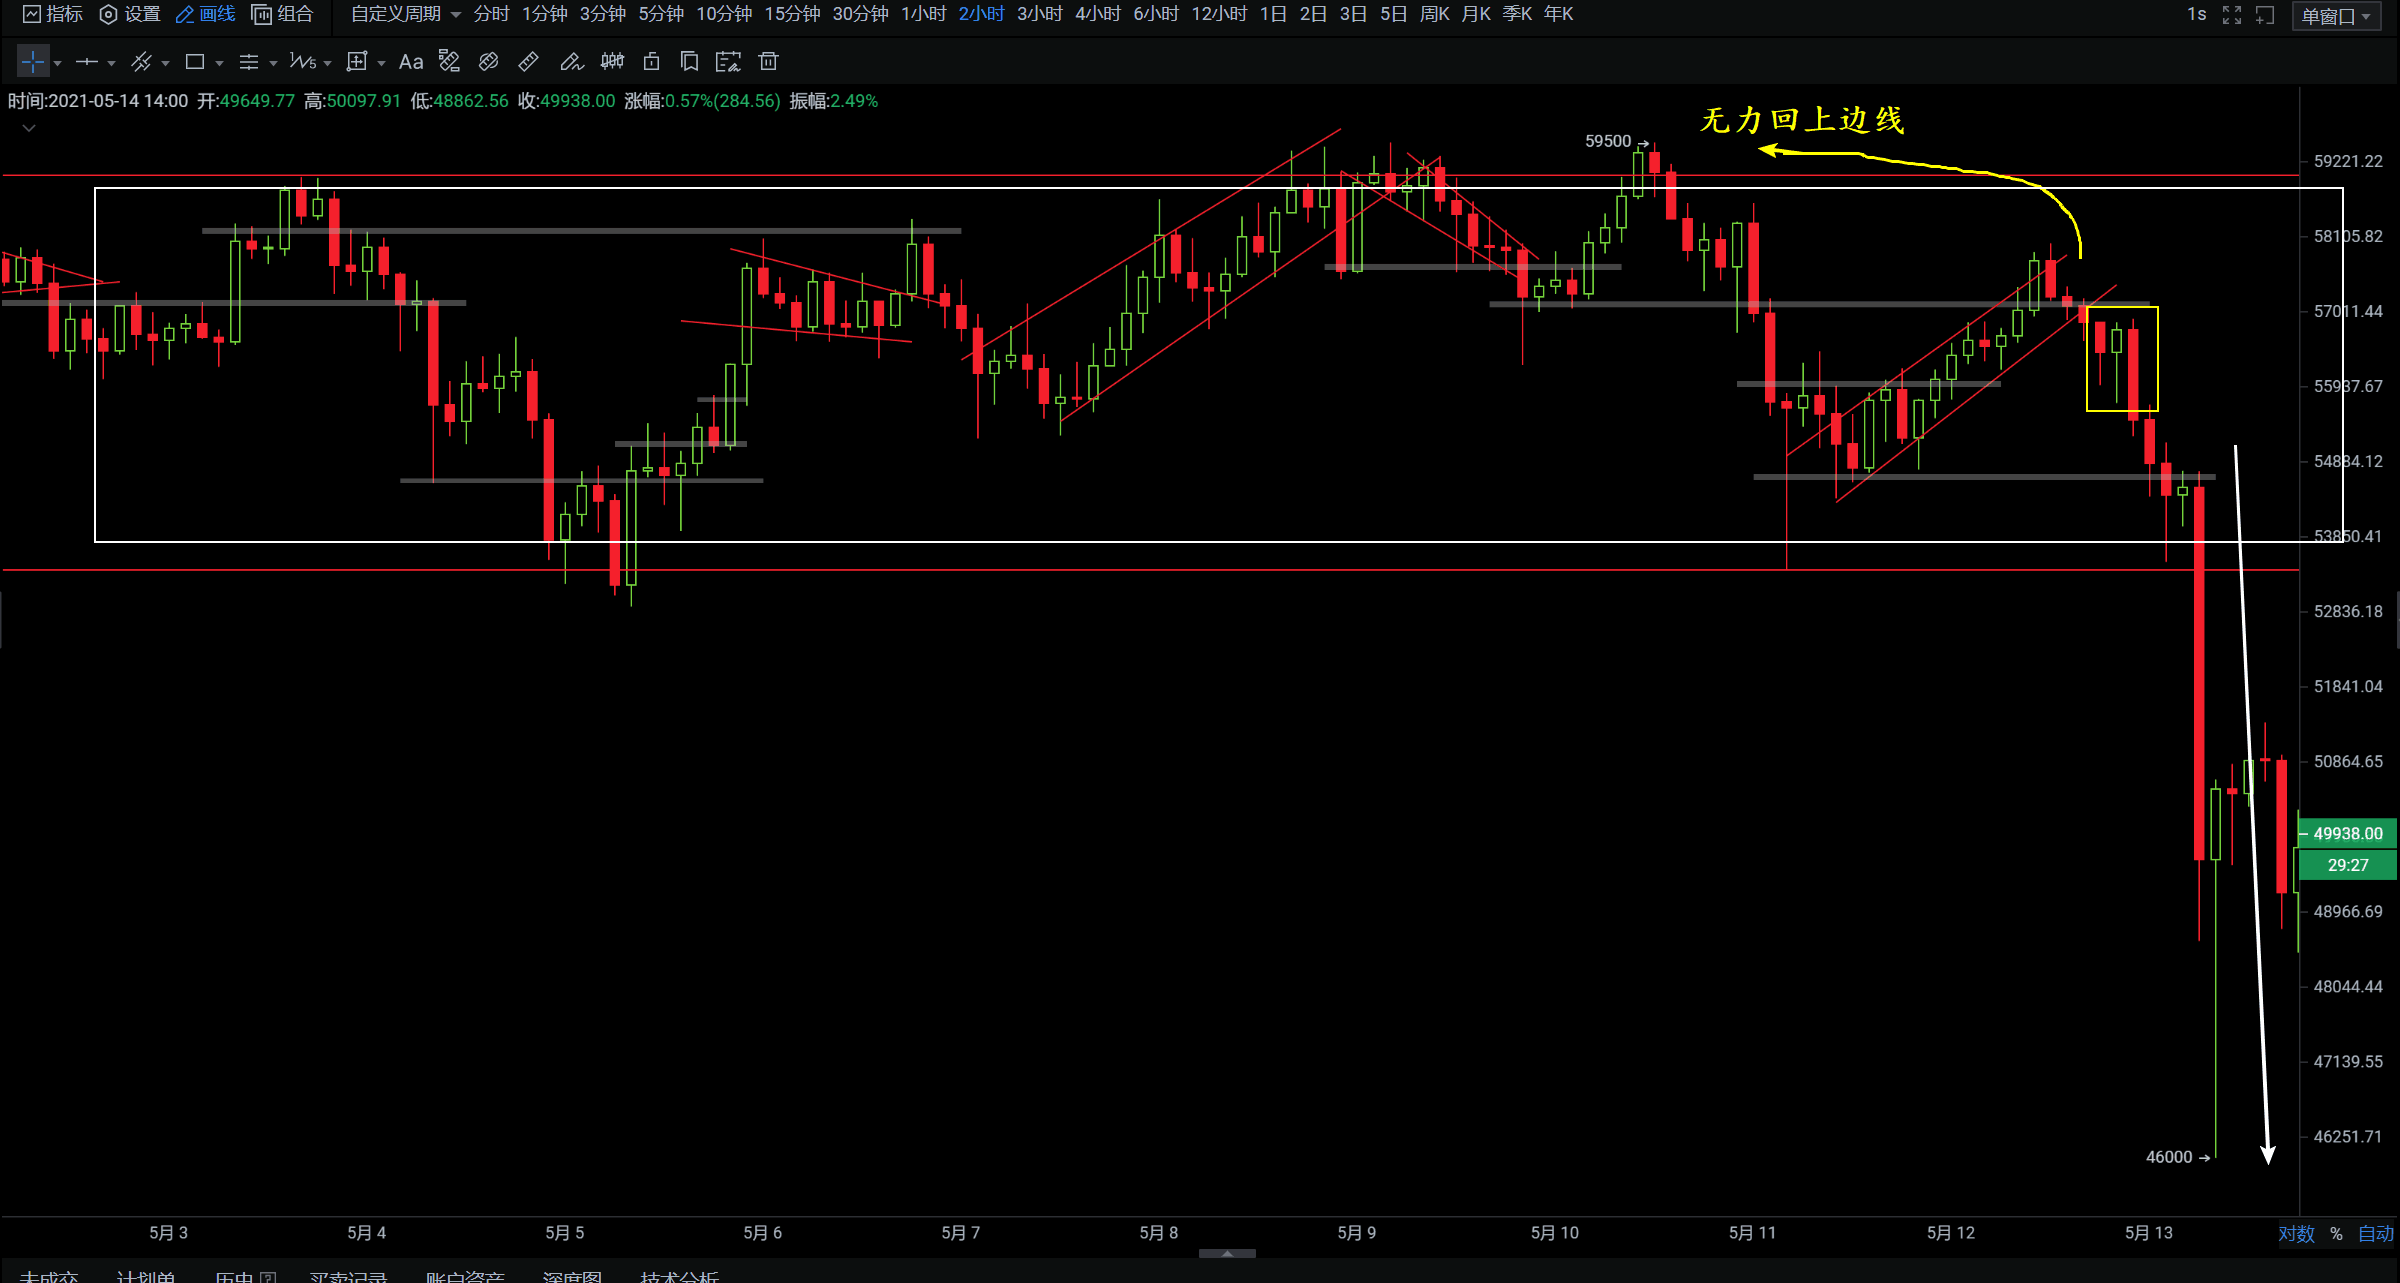 指标 设置 画线 组合 自定义周期 分时 1分钟 3分钟 5分钟 10分钟 15分钟 30分钟 1小时 2小时 3小时 4小时 6小时 12小时 1日 2日 3日 5日 周K 月K 季K 年K 1s 单窗口
Aa
时间:2021-05-14 14:00 开:49649.77 高:50097.91 低:48862.56 收:49938.00 涨幅:0.57%(284.56) 振幅:2.49%
无力回上边线
59500
59221.22
58105.82
57011.44
55937.67
54884.12
53850.41
52836.18
51841.04
50864.65
49938.00
29:27
48966.69
48044.44
47139.55
46251.71
46000
5月 3 5月 4 5月 5 5月 6 5月 7 5月 8 5月 9 5月 10 5月 11 5月 12 5月 13 对数 % 自动
未成交 计划单 历史 买卖记录 账户资产 深度图 技术分析